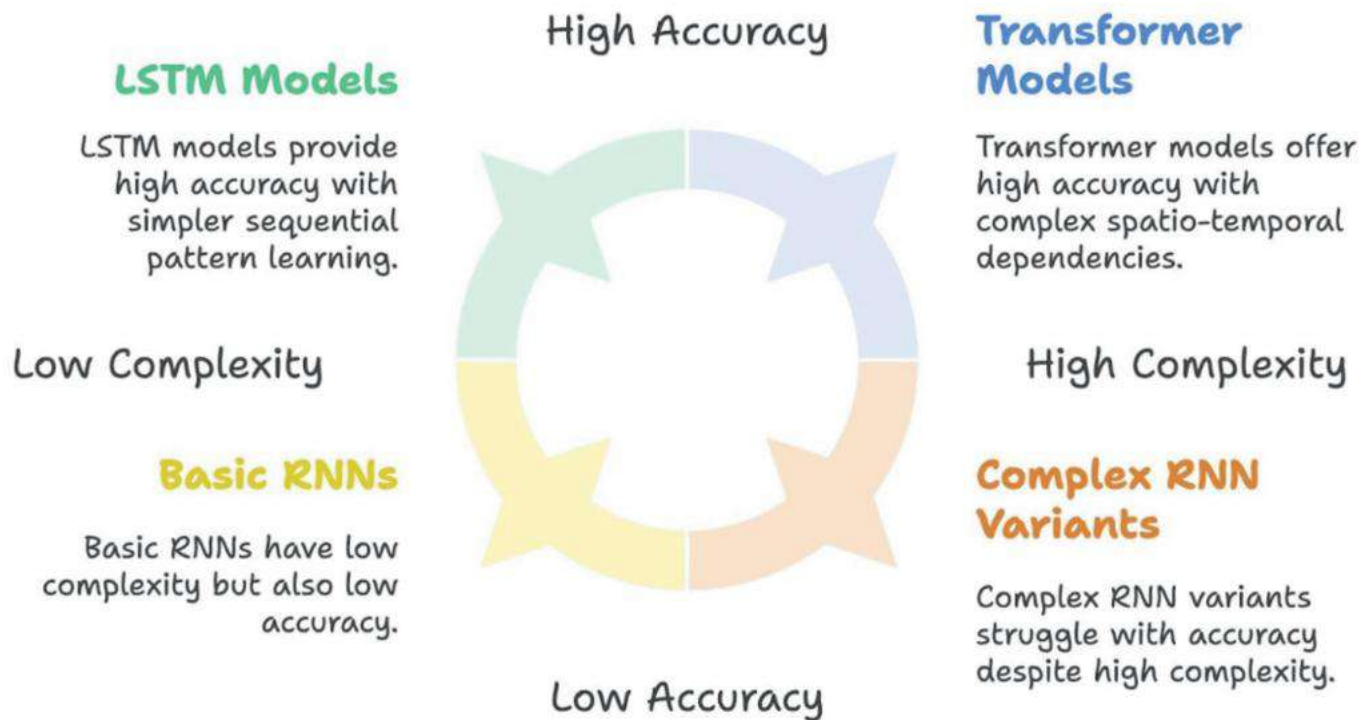 High Accuracy
LSTM Models
LSTM models provide
high accuracy with
simpler sequential
pattern learning.
Transformer
Models
Transformer models offer
high accuracy with
complex spatio-temporal
dependencies.
Low Complexity
High Complexity
Basic RNNs
Basic RNNs have low
complexity but also low
accuracy.
Complex RNN
Variants
Complex RNN variants
struggle with accuracy
despite high complexity.
Low Accuracy